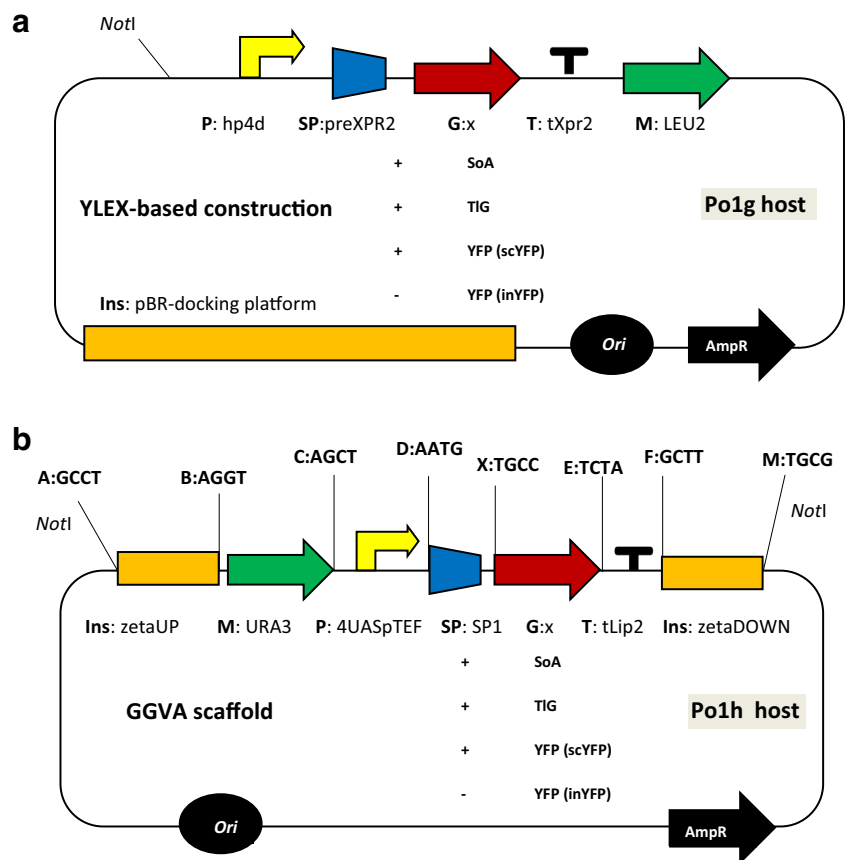 a
NotI
P: hp4d SP:preXPR2 G:x T: tXpr2 M: LEU2
+ SoA
YLEX-based construction + TlG Po1g host
+ YFP (scYFP)
- YFP (inYFP)
Ins: pBR-docking platform
Ori AmpR
b
A:GCCT B:AGGT C:AGCT D:AATG X:TGCC E:TCTA F:GCTT M:TGCG
NotI NotI
Ins: zetaUP M: URA3 P: 4UASpTEF SP: SP1 G:x T: tLip2 Ins: zetaDOWN
+ SoA
GGVA scaffold + TlG Po1h host
+ YFP (scYFP)
- YFP (inYFP)
Ori AmpR